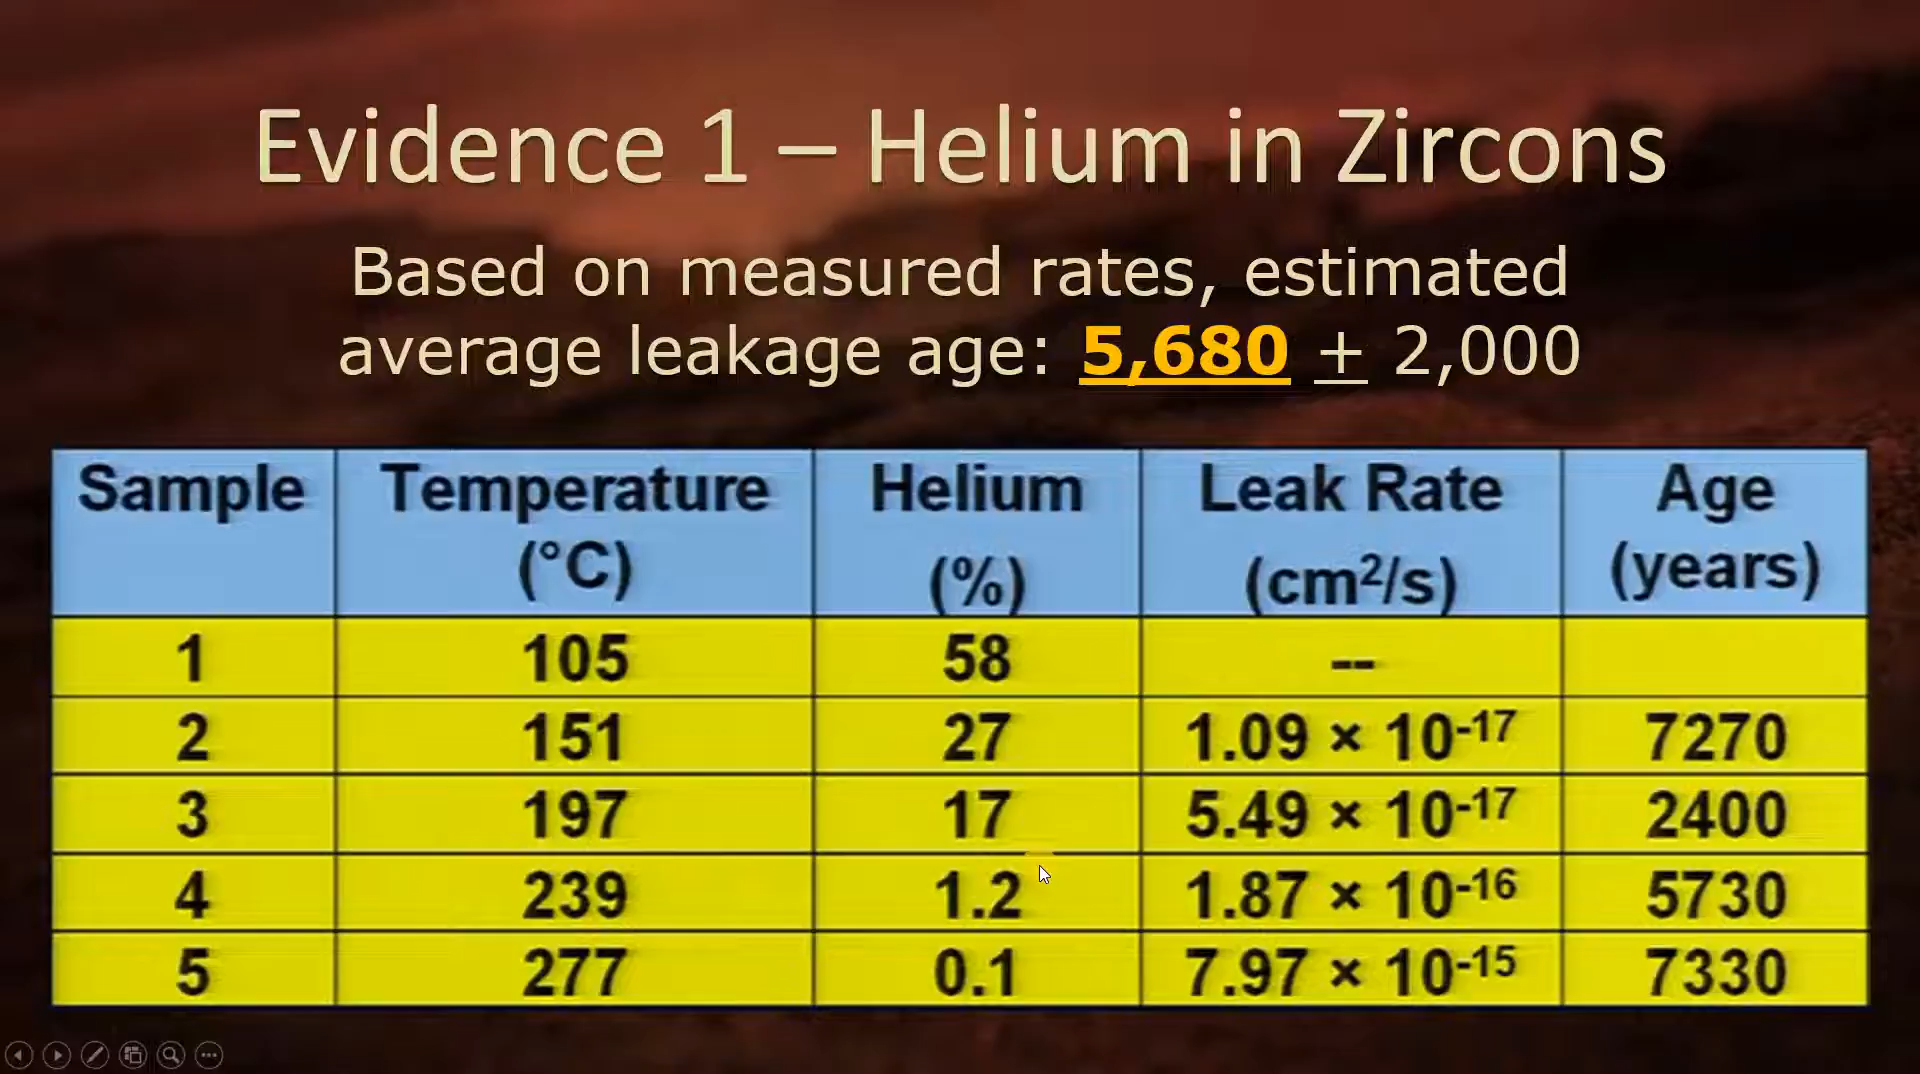 Evidence 1 – Helium in Zircons
Based on measured rates, estimated
average leakage age: 5,680 ± 2,000
Sample Temperature (°C) Helium (%) Leak Rate (cm²/s) Age (years)
1 105 58 --
2 151 27 1.09 × 10⁻¹⁷ 7270
3 197 17 5.49 × 10⁻¹⁷ 2400
4 239 1.2 1.87 × 10⁻¹⁶ 5730
5 277 0.1 7.97 × 10⁻¹⁵ 7330